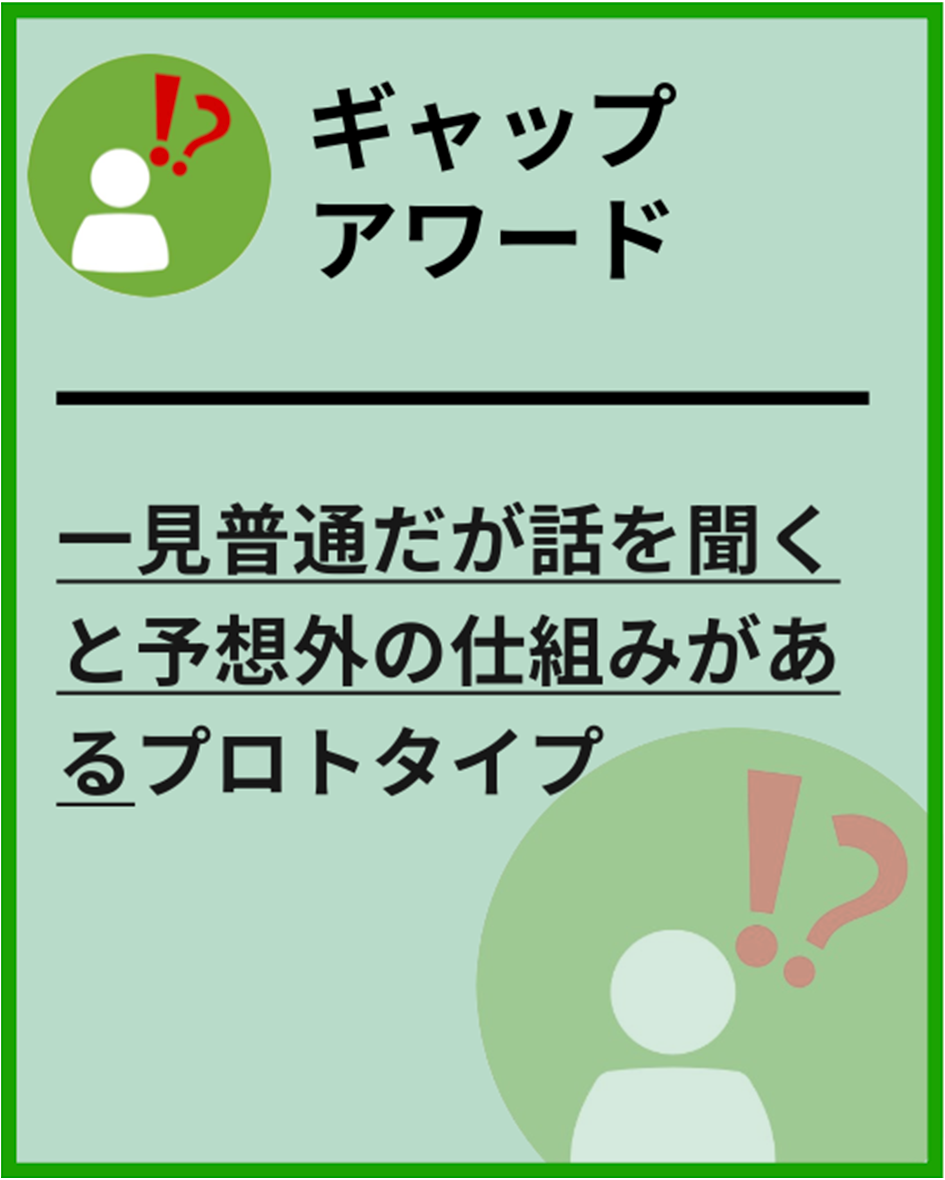 ギャップ
アワード
一見普通だが話を聞く
と予想外の仕組みがあ
るプロトタイプ